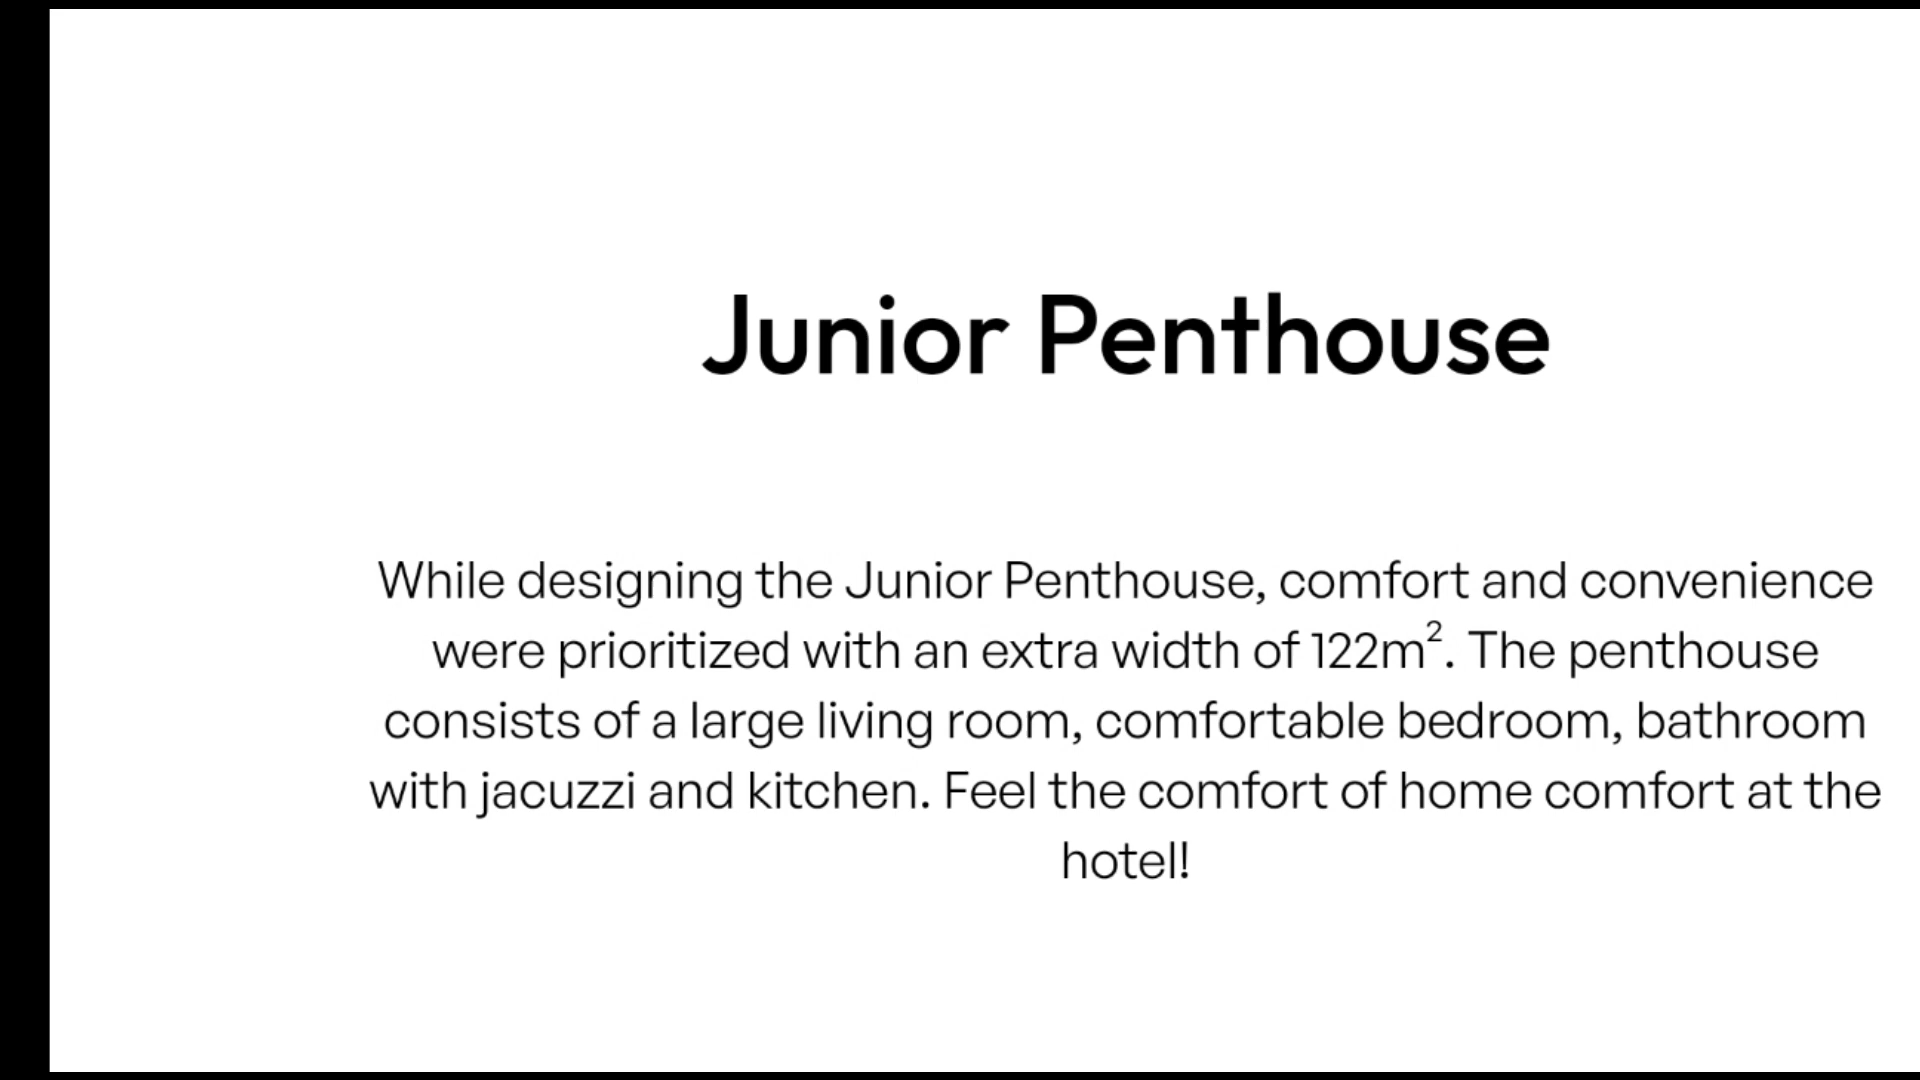 Junior Penthouse
While designing the Junior Penthouse, comfort and convenience
were prioritized with an extra width of 122m². The penthouse
consists of a large living room, comfortable bedroom, bathroom
with jacuzzi and kitchen. Feel the comfort of home comfort at the
hotel!